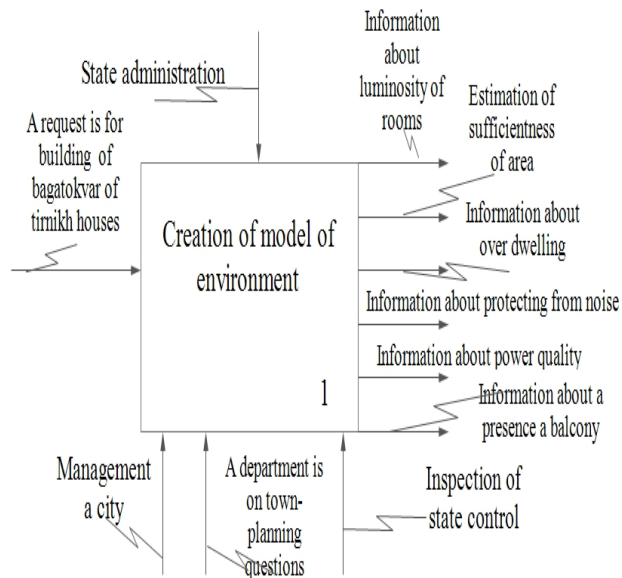 Information
about
luminosity of
rooms
State administration
Estimation of
sufficientness
of area
A request is for
building of
bagatokvar of
tirnikh houses
Creation of model of
environment
1
Information about
over dwelling
Information about protecting from noise
Information about power quality
Information about a
presence a balcony
Management
a city
A department is
on town-
planning
questions
Inspection of
state control